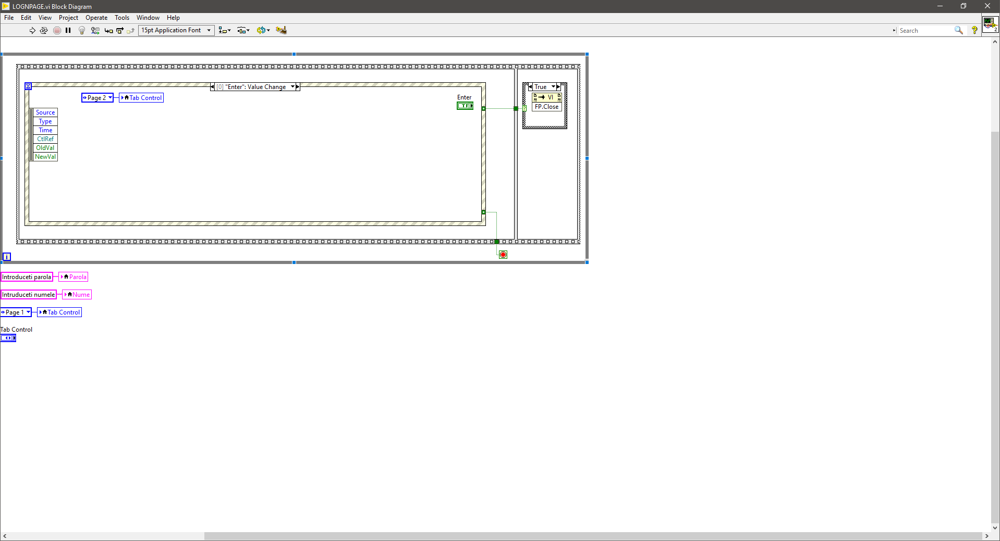 LOGNPAGE.vi Block Diagram
File Edit View Project Operate Tools Window Help
15pt Application Font
Search
?
2
[0] "Enter": Value Change
True
Page 2
Tab Control
Enter
TF
VI
FP.Close
?
Source
Type
Time
CtlRef
OldVal
NewVal
i
Introduceti parola
Parola
Intruduceti numele
Nume
Page 1
Tab Control
Tab Control